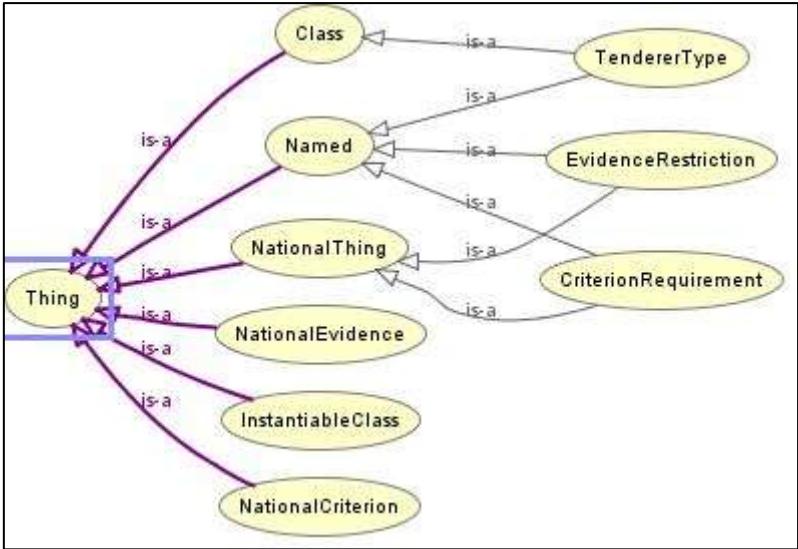 Class
is-a
TendererType
is-a
is-a
Named
is-a
EvidenceRestriction
is-a
is-a
NationalThing
is-a
is-a
CriterionRequirement
Thing
is-a
is-a
NationalEvidence
is-a
is-a
InstantiableClass
NationalCriterion